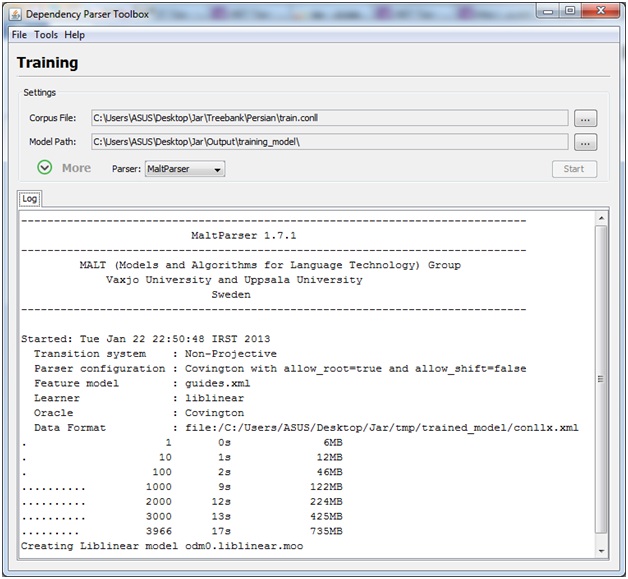 Dependency Parser Toolbox
File Tools Help
Training
Settings
Corpus File: C:\Users\ASUS\Desktop\Jar\Treebank\Persian\train.conll ...
Model Path: C:\Users\ASUS\Desktop\Jar\Output\training_model\ ...
More Parser: MaltParser Start
Log
-----------------------------------------------------------------------------
MaltParser 1.7.1
-----------------------------------------------------------------------------
MALT (Models and Algorithms for Language Technology) Group
Vaxjo University and Uppsala University
Sweden
-----------------------------------------------------------------------------
Started: Tue Jan 22 22:50:48 IRST 2013
Transition system : Non-Projective
Parser configuration : Covington with allow_root=true and allow_shift=false
Feature model : guides.xml
Learner : liblinear
Oracle : Covington
Data Format : file:/C:/Users/ASUS/Desktop/Jar/tmp/trained_model/conllx.xml
. 1 0s 6MB
. 10 1s 12MB
. 100 2s 46MB
.......... 1000 9s 122MB
.......... 2000 12s 224MB
.......... 3000 13s 425MB
......... 3966 17s 735MB
Creating Liblinear model odm0.liblinear.moo